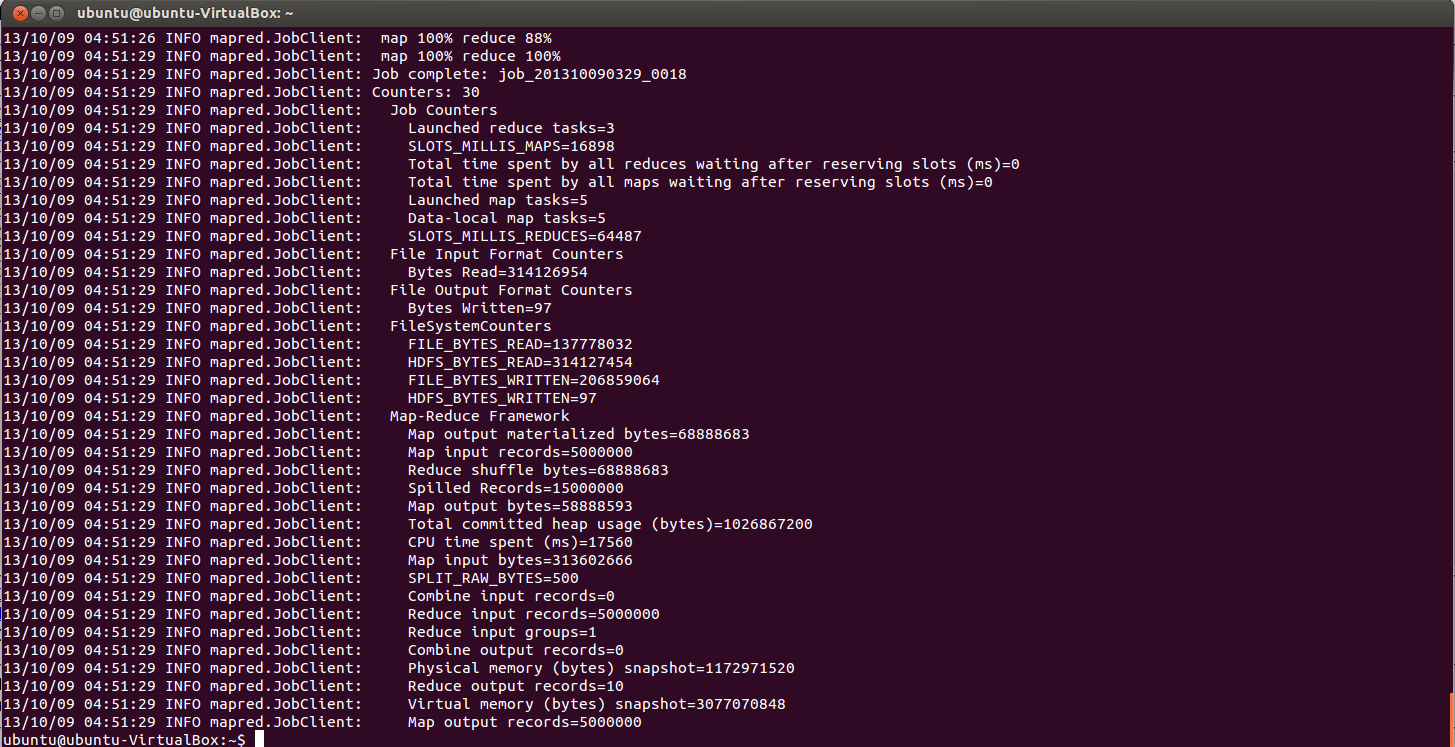 ubuntu@ubuntu-VirtualBox: ~
13/10/09 04:51:26 INFO mapred.JobClient:  map 100% reduce 88%
13/10/09 04:51:29 INFO mapred.JobClient:  map 100% reduce 100%
13/10/09 04:51:29 INFO mapred.JobClient: Job complete: job_201310090329_0018
13/10/09 04:51:29 INFO mapred.JobClient: Counters: 30
13/10/09 04:51:29 INFO mapred.JobClient:   Job Counters
13/10/09 04:51:29 INFO mapred.JobClient:     Launched reduce tasks=3
13/10/09 04:51:29 INFO mapred.JobClient:     SLOTS_MILLIS_MAPS=16898
13/10/09 04:51:29 INFO mapred.JobClient:     Total time spent by all reduces waiting after reserving slots (ms)=0
13/10/09 04:51:29 INFO mapred.JobClient:     Total time spent by all maps waiting after reserving slots (ms)=0
13/10/09 04:51:29 INFO mapred.JobClient:     Launched map tasks=5
13/10/09 04:51:29 INFO mapred.JobClient:     Data-local map tasks=5
13/10/09 04:51:29 INFO mapred.JobClient:     SLOTS_MILLIS_REDUCES=64487
13/10/09 04:51:29 INFO mapred.JobClient:   File Input Format Counters
13/10/09 04:51:29 INFO mapred.JobClient:     Bytes Read=314126954
13/10/09 04:51:29 INFO mapred.JobClient:   File Output Format Counters
13/10/09 04:51:29 INFO mapred.JobClient:     Bytes Written=97
13/10/09 04:51:29 INFO mapred.JobClient:   FileSystemCounters
13/10/09 04:51:29 INFO mapred.JobClient:     FILE_BYTES_READ=137778032
13/10/09 04:51:29 INFO mapred.JobClient:     HDFS_BYTES_READ=314127454
13/10/09 04:51:29 INFO mapred.JobClient:     FILE_BYTES_WRITTEN=206859064
13/10/09 04:51:29 INFO mapred.JobClient:     HDFS_BYTES_WRITTEN=97
13/10/09 04:51:29 INFO mapred.JobClient:   Map-Reduce Framework
13/10/09 04:51:29 INFO mapred.JobClient:     Map output materialized bytes=68888683
13/10/09 04:51:29 INFO mapred.JobClient:     Map input records=5000000
13/10/09 04:51:29 INFO mapred.JobClient:     Reduce shuffle bytes=68888683
13/10/09 04:51:29 INFO mapred.JobClient:     Spilled Records=15000000
13/10/09 04:51:29 INFO mapred.JobClient:     Map output bytes=58888593
13/10/09 04:51:29 INFO mapred.JobClient:     Total committed heap usage (bytes)=1026867200
13/10/09 04:51:29 INFO mapred.JobClient:     CPU time spent (ms)=17560
13/10/09 04:51:29 INFO mapred.JobClient:     Map input bytes=313602666
13/10/09 04:51:29 INFO mapred.JobClient:     SPLIT_RAW_BYTES=500
13/10/09 04:51:29 INFO mapred.JobClient:     Combine input records=0
13/10/09 04:51:29 INFO mapred.JobClient:     Reduce input records=5000000
13/10/09 04:51:29 INFO mapred.JobClient:     Reduce input groups=1
13/10/09 04:51:29 INFO mapred.JobClient:     Combine output records=0
13/10/09 04:51:29 INFO mapred.JobClient:     Physical memory (bytes) snapshot=1172971520
13/10/09 04:51:29 INFO mapred.JobClient:     Reduce output records=10
13/10/09 04:51:29 INFO mapred.JobClient:     Virtual memory (bytes) snapshot=3077070848
13/10/09 04:51:29 INFO mapred.JobClient:     Map output records=5000000
ubuntu@ubuntu-VirtualBox:~$